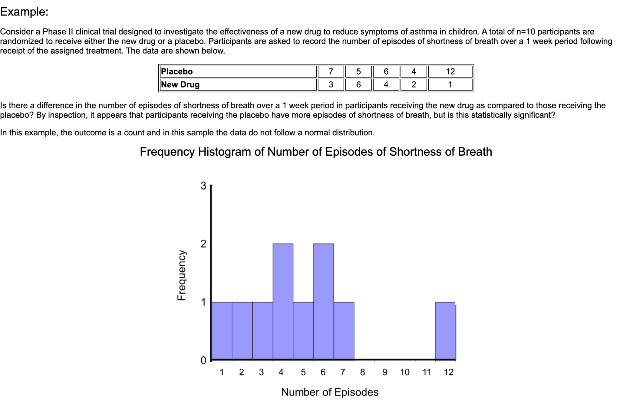 Example:
Consider a Phase II clinical trial designed to investigate the effectiveness of a new drug to reduce symptoms of asthma in children. A total of n=10 participants are
randomized to receive either the new drug or a placebo. Participants are asked to record the number of episodes of shortness of breath over a 1 week period following
receipt of the assigned treatment. The data are shown below.
Placebo 7 5 6 4 12
New Drug 3 6 4 2 1
Is there a difference in the number of episodes of shortness of breath over a 1 week period in participants receiving the new drug as compared to those receiving the
placebo? By inspection, it appears that participants receiving the placebo have more episodes of shortness of breath, but is this statistically significant?
In this example, the outcome is a count and in this sample the data do not follow a normal distribution.
Frequency Histogram of Number of Episodes of Shortness of Breath
3
2
1
0
Frequency
1 2 3 4 5 6 7 8 9 10 11 12
Number of Episodes